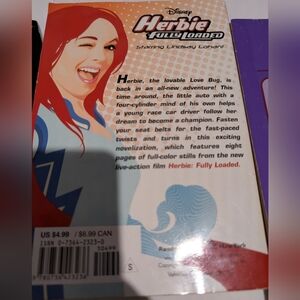 Disney
Herbie
FULLY LOADED
Starring Lindsay Lohan!
Herbie, the lovable Love Bug, is
back in an all-new adventure! This
time around, the little auto with a
four-cylinder mind of his own helps
a young race car driver follow her
dream to become a champion. Fasten
your seat belts for the fast-paced
twists and turns in this exciting
novelization, which features eight
pages of full-color stills from the new
live-action film Herbie: Fully Loaded.
US $4.99 / $6.99 CAN
ISBN 0-7364-2323-0
50499
S